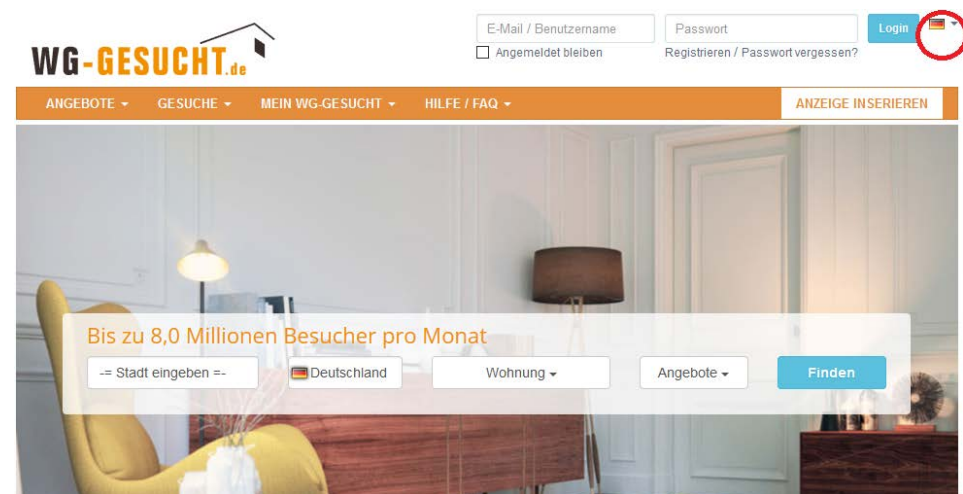 WG-GESUCHT.de
E-Mail / Benutzername
Passwort
Login
Angemeldet bleiben
Registrieren / Passwort vergessen?
ANGEBOTE
GESUCHE
MEIN WG-GESUCHT
HILFE / FAQ
ANZEIGE INSERIEREN
Bis zu 8,0 Millionen Besucher pro Monat
-= Stadt eingeben =-
Deutschland
Wohnung
Angebote
Finden